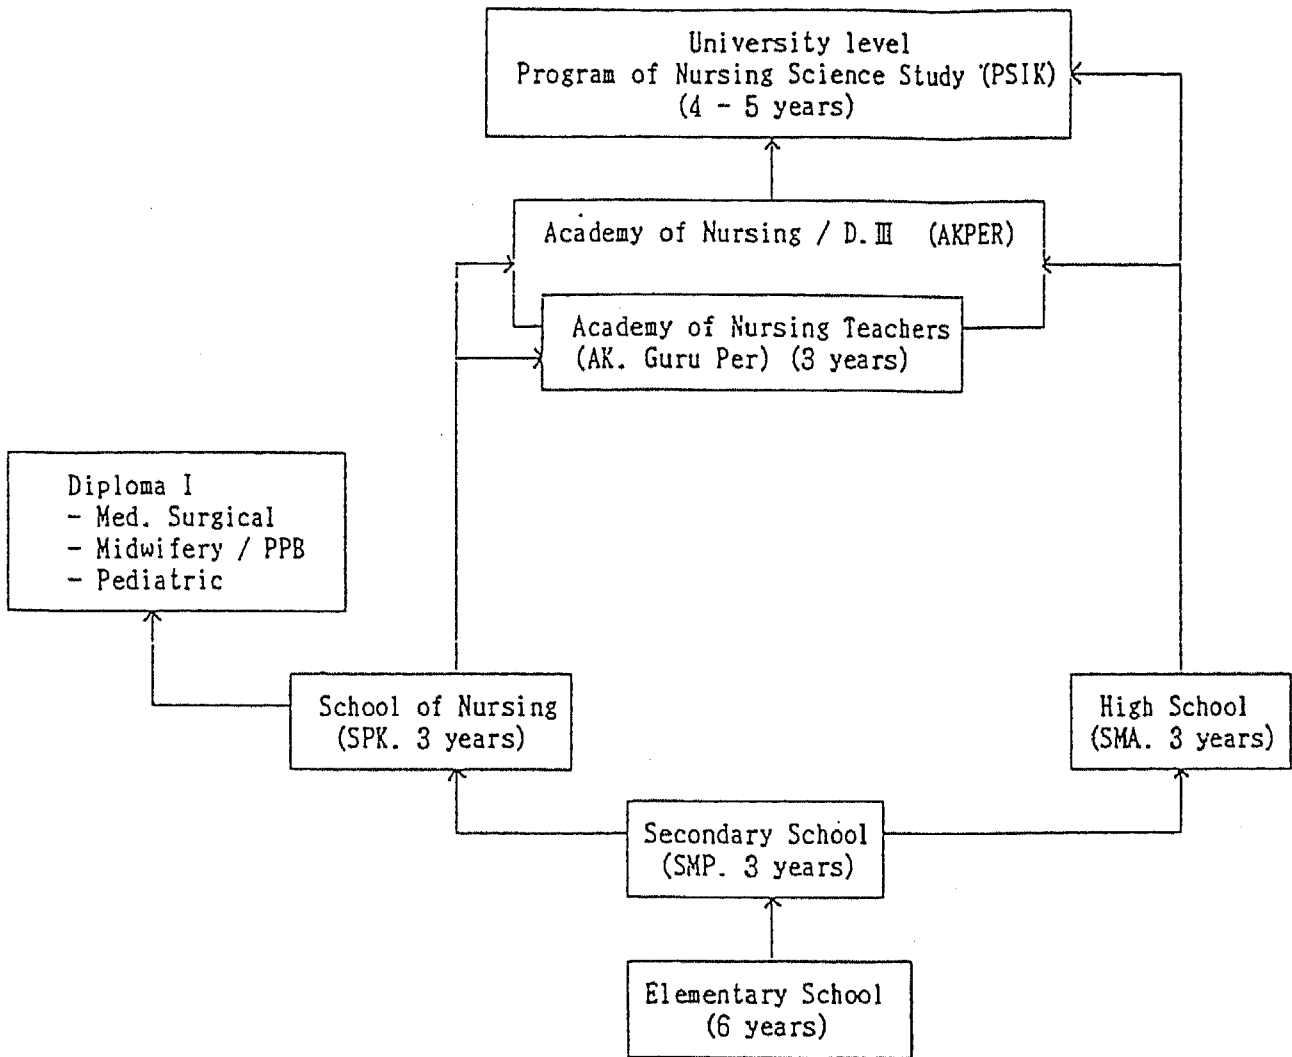 University level
Program of Nursing Science Study (PSIK)
(4 - 5 years)
Academy of Nursing / D.Ⅲ (AKPER)
Academy of Nursing Teachers
(AK. Guru Per) (3 years)
Diploma I
- Med. Surgical
- Midwifery / PPB
- Pediatric
School of Nursing
(SPK. 3 years)
High School
(SMA. 3 years)
Secondary School
(SMP. 3 years)
Elementary School
(6 years)